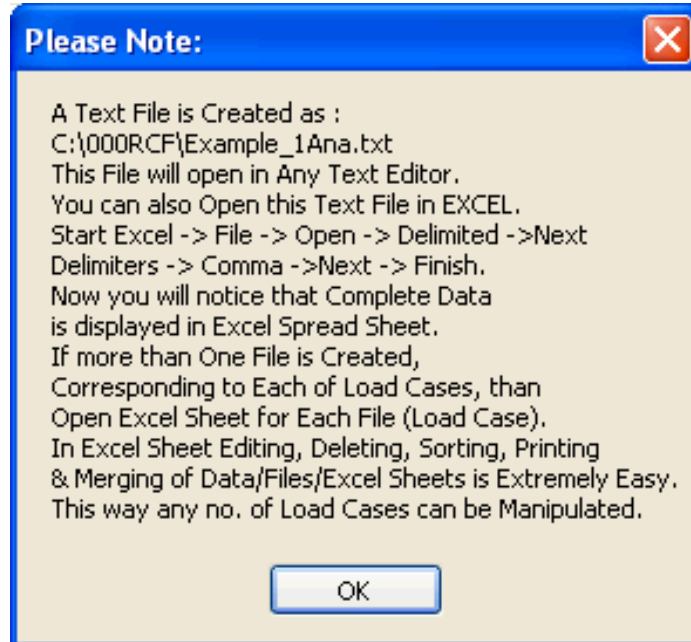 Please Note:
A Text File is Created as :
C:\000RCF\Example_1Ana.txt
This File will open in Any Text Editor.
You can also Open this Text File in EXCEL.
Start Excel -> File -> Open -> Delimited ->Next
Delimiters -> Comma ->Next -> Finish.
Now you will notice that Complete Data
is displayed in Excel Spread Sheet.
If more than One File is Created,
Corresponding to Each of Load Cases, than
Open Excel Sheet for Each File (Load Case).
In Excel Sheet Editing, Deleting, Sorting, Printing
& Merging of Data/Files/Excel Sheets is Extremely Easy.
This way any no. of Load Cases can be Manipulated.
OK